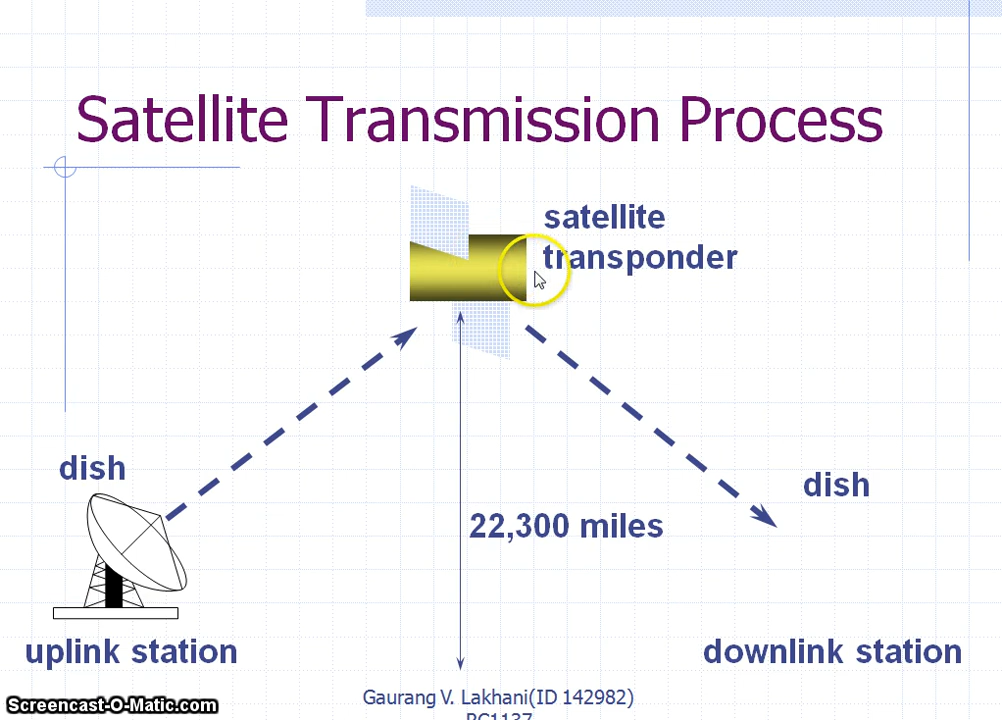 Satellite Transmission Process
satellite
transponder
dish
dish
22,300 miles
uplink station
downlink station
Gaurang V. Lakhani(ID 142982)
Screencast-O-Matic.com